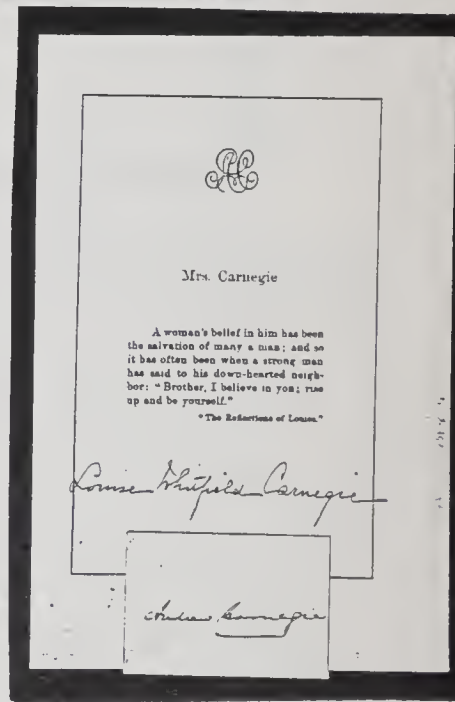 Mrs. Carnegie
A woman's belief in him has been
the salvation of many a man; and so
it has often been when a strong man
has said to his down-hearted neigh-
bor: "Brother, I believe in you; rise
up and be yourself."
"The Reflections of Louise."
Louise Whitfield Carnegie
Andrew Carnegie